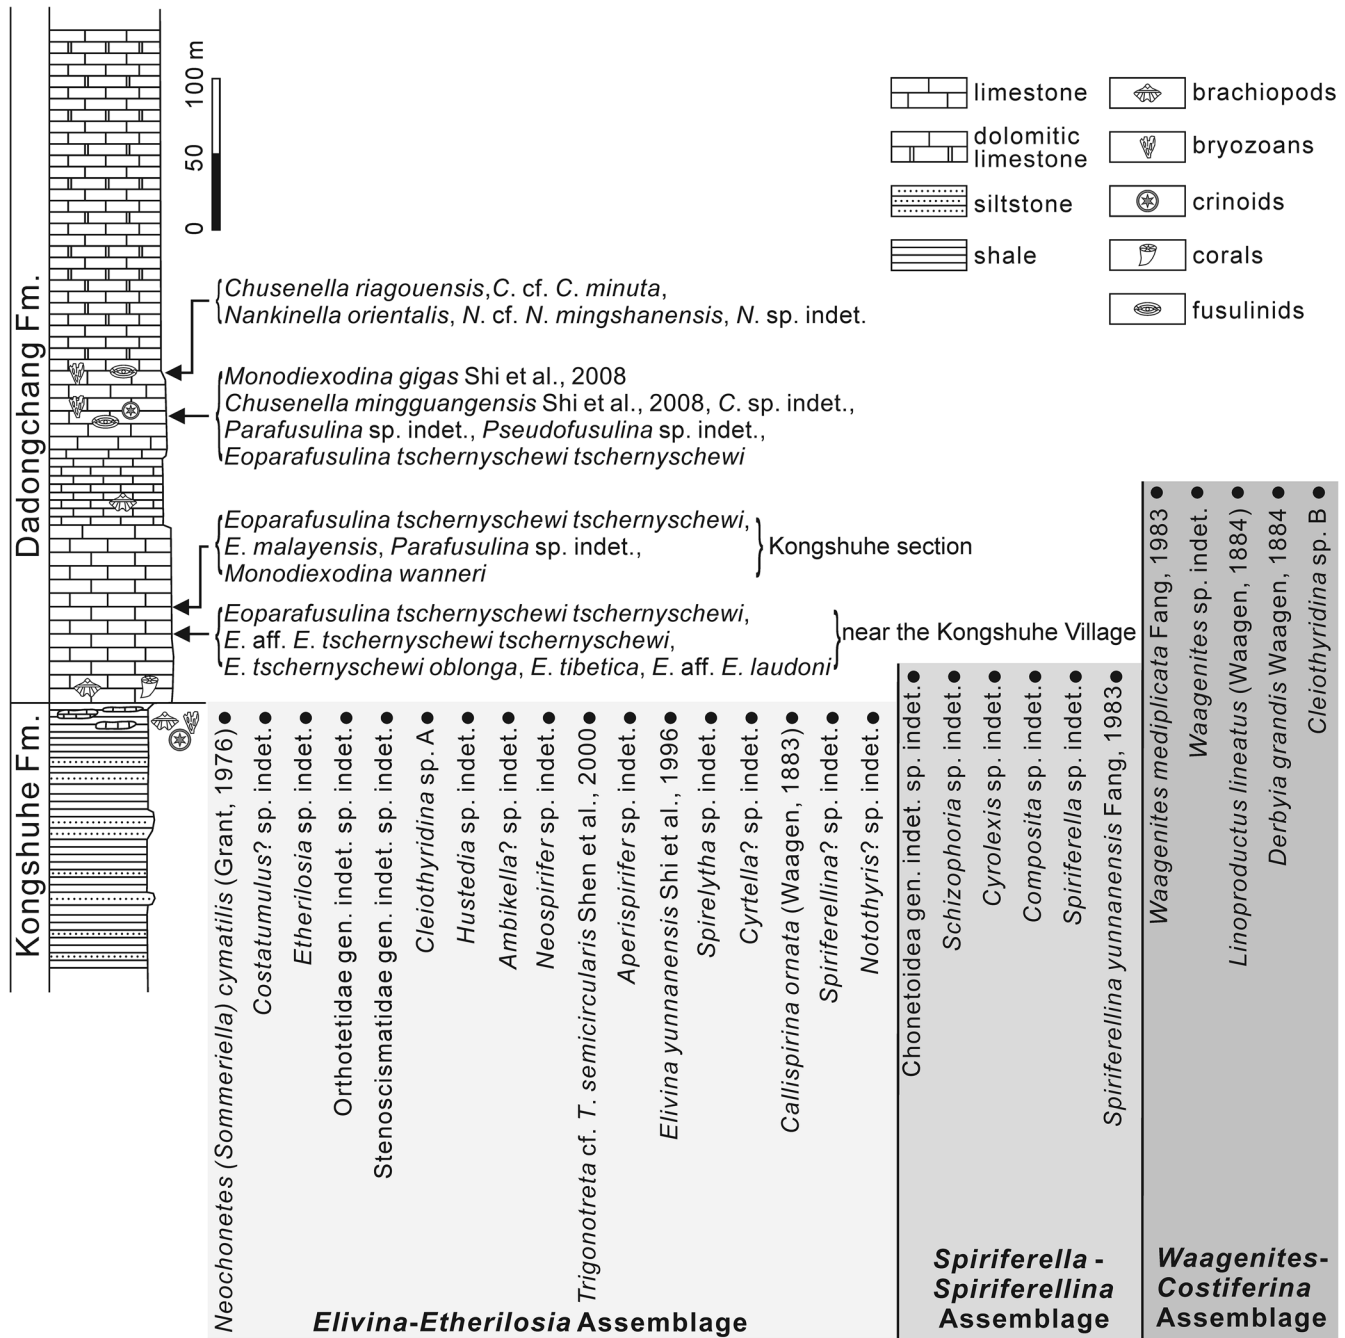 100 m
50
0
limestone
dolomitic
limestone
siltstone
shale
brachiopods
bryozoans
crinoids
corals
fusulinids
Dadongchang Fm.
Kongshuhe Fm.
Chusenella riagouensis,C. cf. C. minuta,
Nankinella orientalis, N. cf. N. mingshanensis, N. sp. indet.
Monodiexodina gigas Shi et al., 2008
Chusenella mingguangensis Shi et al., 2008, C. sp. indet.,
Parafusulina sp. indet., Pseudofusulina sp. indet.,
Eoparafusulina tschernyschewi tschernyschewi
Eoparafusulina tschernyschewi tschernyschewi,
E. malayensis, Parafusulina sp. indet.,
Monodiexodina wanneri
Kongshuhe section
Eoparafusulina tschernyschewi tschernyschewi,
E. aff. E. tschernyschewi tschernyschewi,
E. tschernyschewi oblonga, E. tibetica, E. aff. E. laudoni
near the Kongshuhe Village
Neochonetes (Sommeriella) cymatilis (Grant, 1976)
Costatumulus? sp. indet.
Etherilosia sp. indet.
Orthotetidae gen. indet. sp. indet.
Stenoscismatidae gen. indet. sp. indet.
Cleiothyridina sp. A
Hustedia sp. indet.
Ambikella? sp. indet.
Neospirifer sp. indet.
Trigonotreta cf. T. semicircularis Shen et al., 2000
Aperispirifer sp. indet.
Elivina yunnanensis Shi et al., 1996
Spirelytha sp. indet.
Cyrtella? sp. indet.
Callispirina ornata (Waagen, 1883)
Spiriferellina? sp. indet.
Notothyris? sp. indet.
Chonetoidea gen. indet. sp. indet.
Schizophoria sp. indet.
Cyrolexis sp. indet.
Composita sp. indet.
Spiriferella sp. indet.
Spiriferellina yunnanensis Fang, 1983
Waagenites mediplicata Fang, 1983
Waagenites sp. indet.
Linoproductus lineatus (Waagen, 1884)
Derbyia grandis Waagen, 1884
Cleiothyridina sp. B
Elivina-Etherilosia Assemblage
Spiriferella -
Spiriferellina
Assemblage
Waagenites-
Costiferina
Assemblage